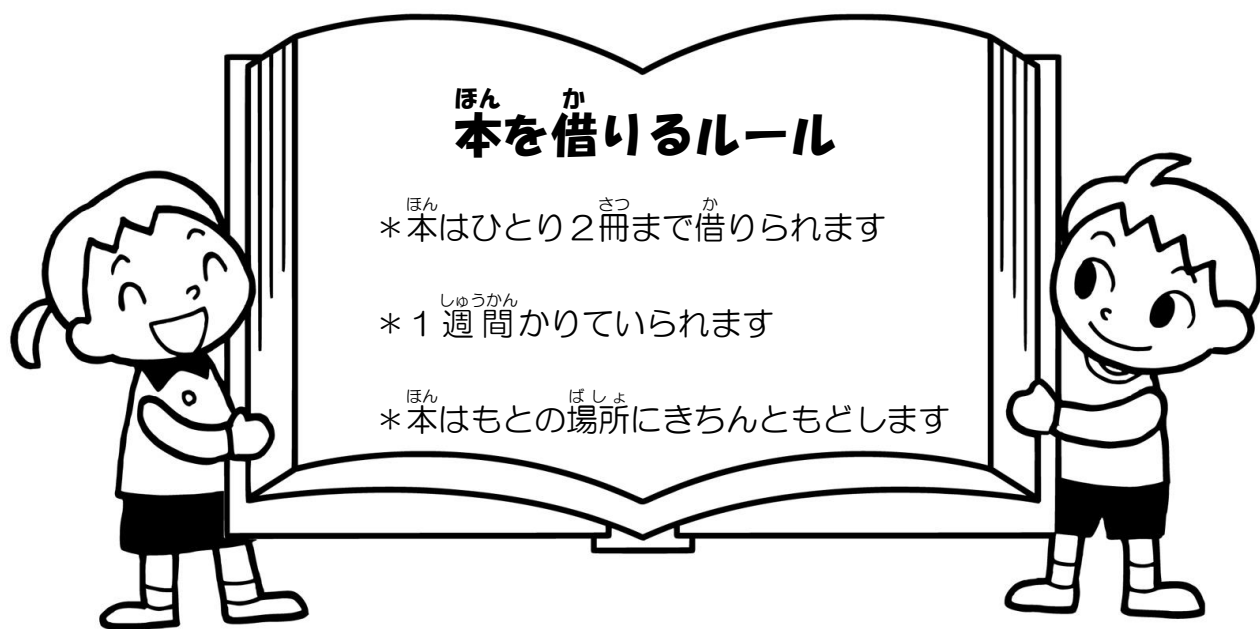 本を借りるルール
＊本はひとり２冊まで借りられます
＊１週間かりていられます
＊本はもとの場所にきちんともどします